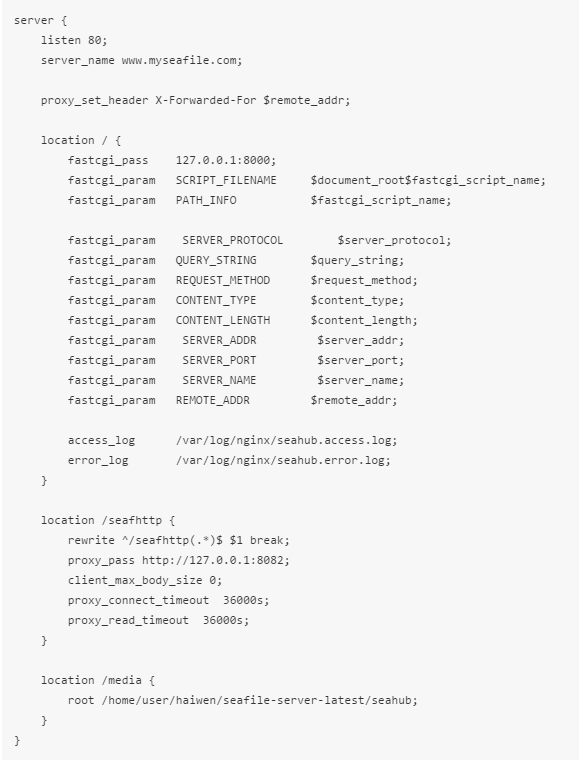 server {
    listen 80;
    server_name www.myseafile.com;

    proxy_set_header X-Forwarded-For $remote_addr;

    location / {
        fastcgi_pass    127.0.0.1:8000;
        fastcgi_param   SCRIPT_FILENAME     $document_root$fastcgi_script_name;
        fastcgi_param   PATH_INFO           $fastcgi_script_name;

        fastcgi_param    SERVER_PROTOCOL        $server_protocol;
        fastcgi_param   QUERY_STRING        $query_string;
        fastcgi_param   REQUEST_METHOD      $request_method;
        fastcgi_param   CONTENT_TYPE        $content_type;
        fastcgi_param   CONTENT_LENGTH      $content_length;
        fastcgi_param    SERVER_ADDR         $server_addr;
        fastcgi_param    SERVER_PORT         $server_port;
        fastcgi_param    SERVER_NAME         $server_name;
        fastcgi_param   REMOTE_ADDR         $remote_addr;

        access_log      /var/log/nginx/seahub.access.log;
        error_log       /var/log/nginx/seahub.error.log;
    }

    location /seafhttp {
        rewrite ^/seafhttp(.*)$ $1 break;
        proxy_pass http://127.0.0.1:8082;
        client_max_body_size 0;
        proxy_connect_timeout  36000s;
        proxy_read_timeout  36000s;
    }

    location /media {
        root /home/user/haiwen/seafile-server-latest/seahub;
    }
}